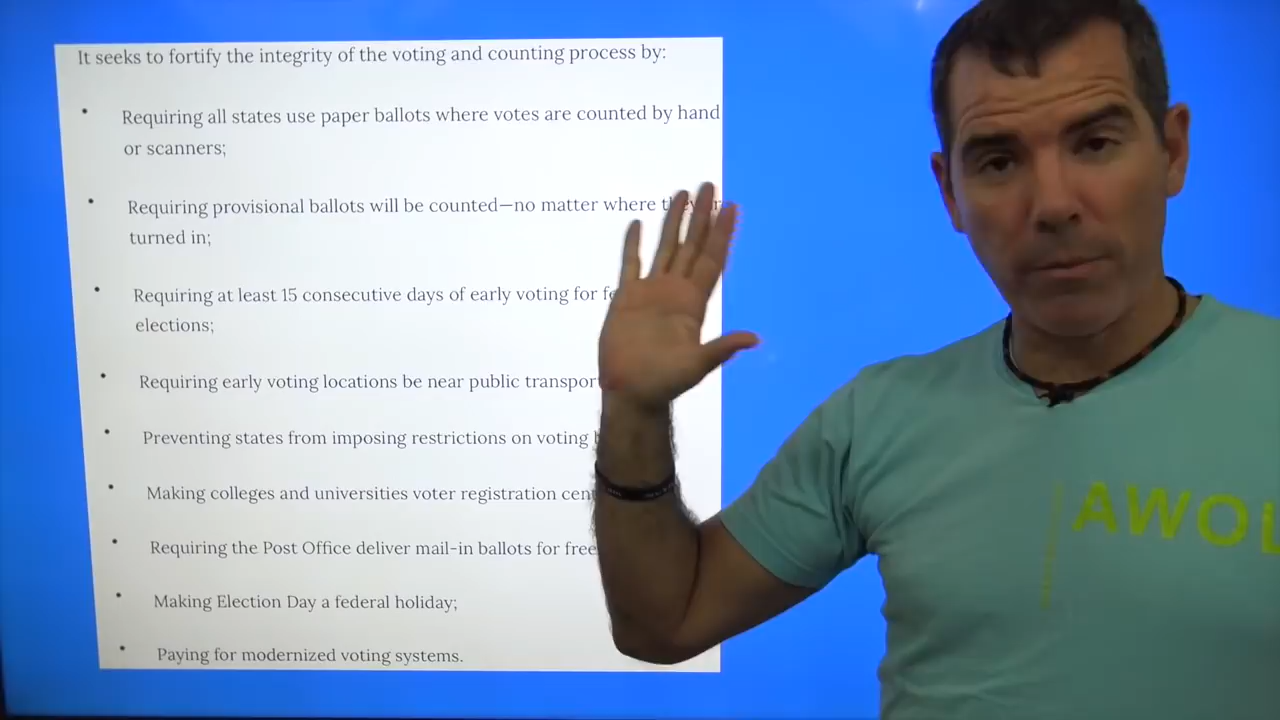 It seeks to fortify the integrity of the voting and counting process by:
• Requiring all states use paper ballots where votes are counted by hand
or scanners;
• Requiring provisional ballots will be counted—no matter where
turned in;
• Requiring at least 15 consecutive days of early voting for
elections;
• Requiring early voting locations be near public
• Preventing states from imposing restrictions on voting
• Making colleges and universities voter registration
• Requiring the Post Office deliver mail-in ballots for free
• Making Election Day a federal holiday;
• Paying for modernized voting systems.
AWOL